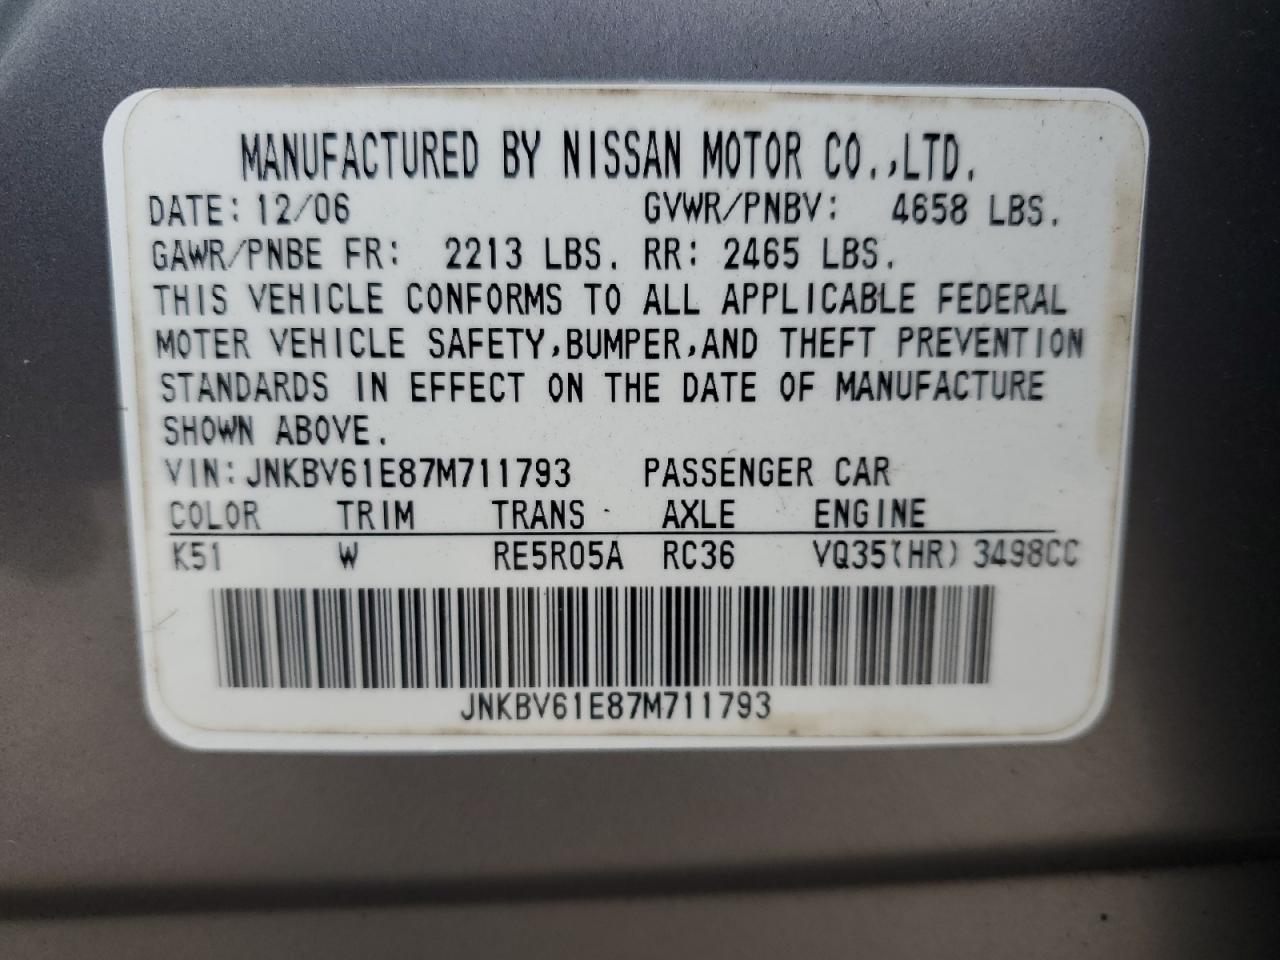 MANUFACTURED BY NISSAN MOTOR CO.,LTD.
DATE: 12/06 GVWR/PNBV: 4658 LBS.
GAWR/PNBE FR: 2213 LBS. RR: 2465 LBS.
THIS VEHICLE CONFORMS TO ALL APPLICABLE FEDERAL
MOTER VEHICLE SAFETY,BUMPER,AND THEFT PREVENTION
STANDARDS IN EFFECT ON THE DATE OF MANUFACTURE
SHOWN ABOVE.
VIN:JNKBV61E87M711793 PASSENGER CAR
COLOR TRIM TRANS AXLE ENGINE
K51 W RE5R05A RC36 VQ35(HR) 3498CC
JNKBV61E87M711793